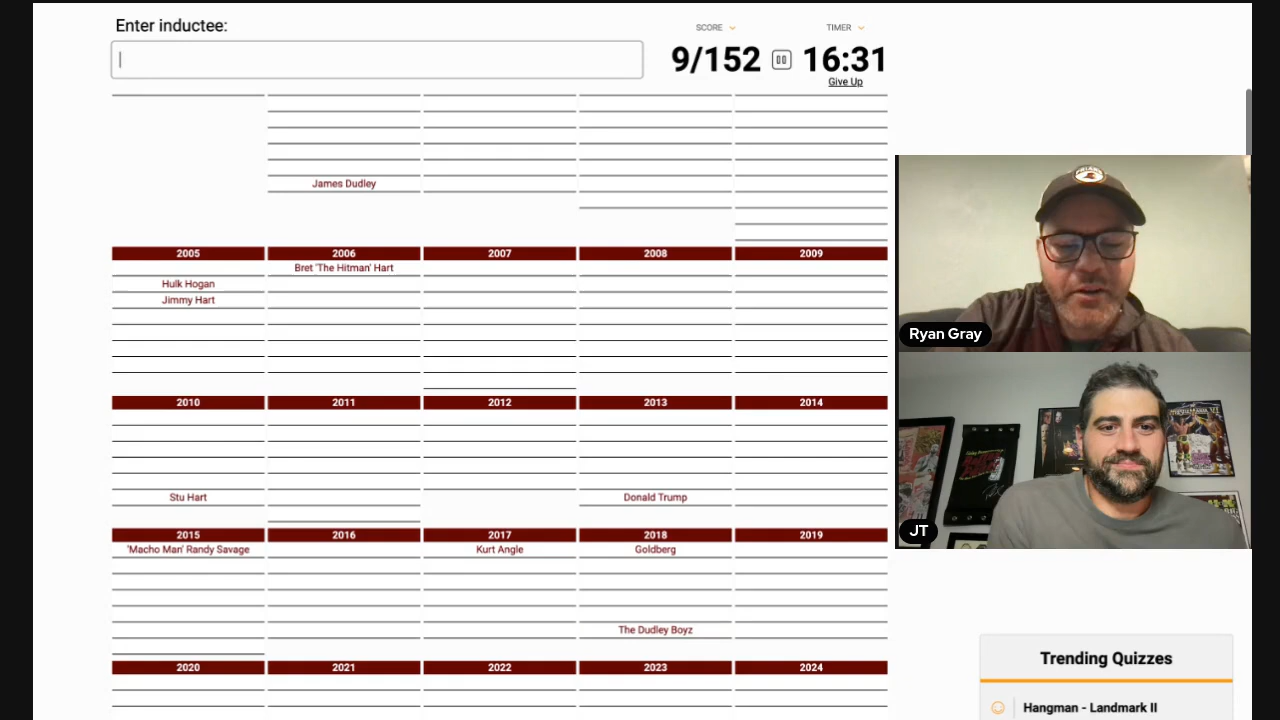 Enter inductee:
SCORE
TIMER
9/152
16:31
Give Up
James Dudley
2005 2006 2007 2008 2009
Bret 'The Hitman' Hart
Hulk Hogan
Jimmy Hart
2010 2011 2012 2013 2014
Stu Hart
Donald Trump
2015 2016 2017 2018 2019
'Macho Man' Randy Savage
Kurt Angle
Goldberg
The Dudley Boyz
2020 2021 2022 2023 2024
Ryan Gray
JT
Trending Quizzes
Hangman - Landmark II